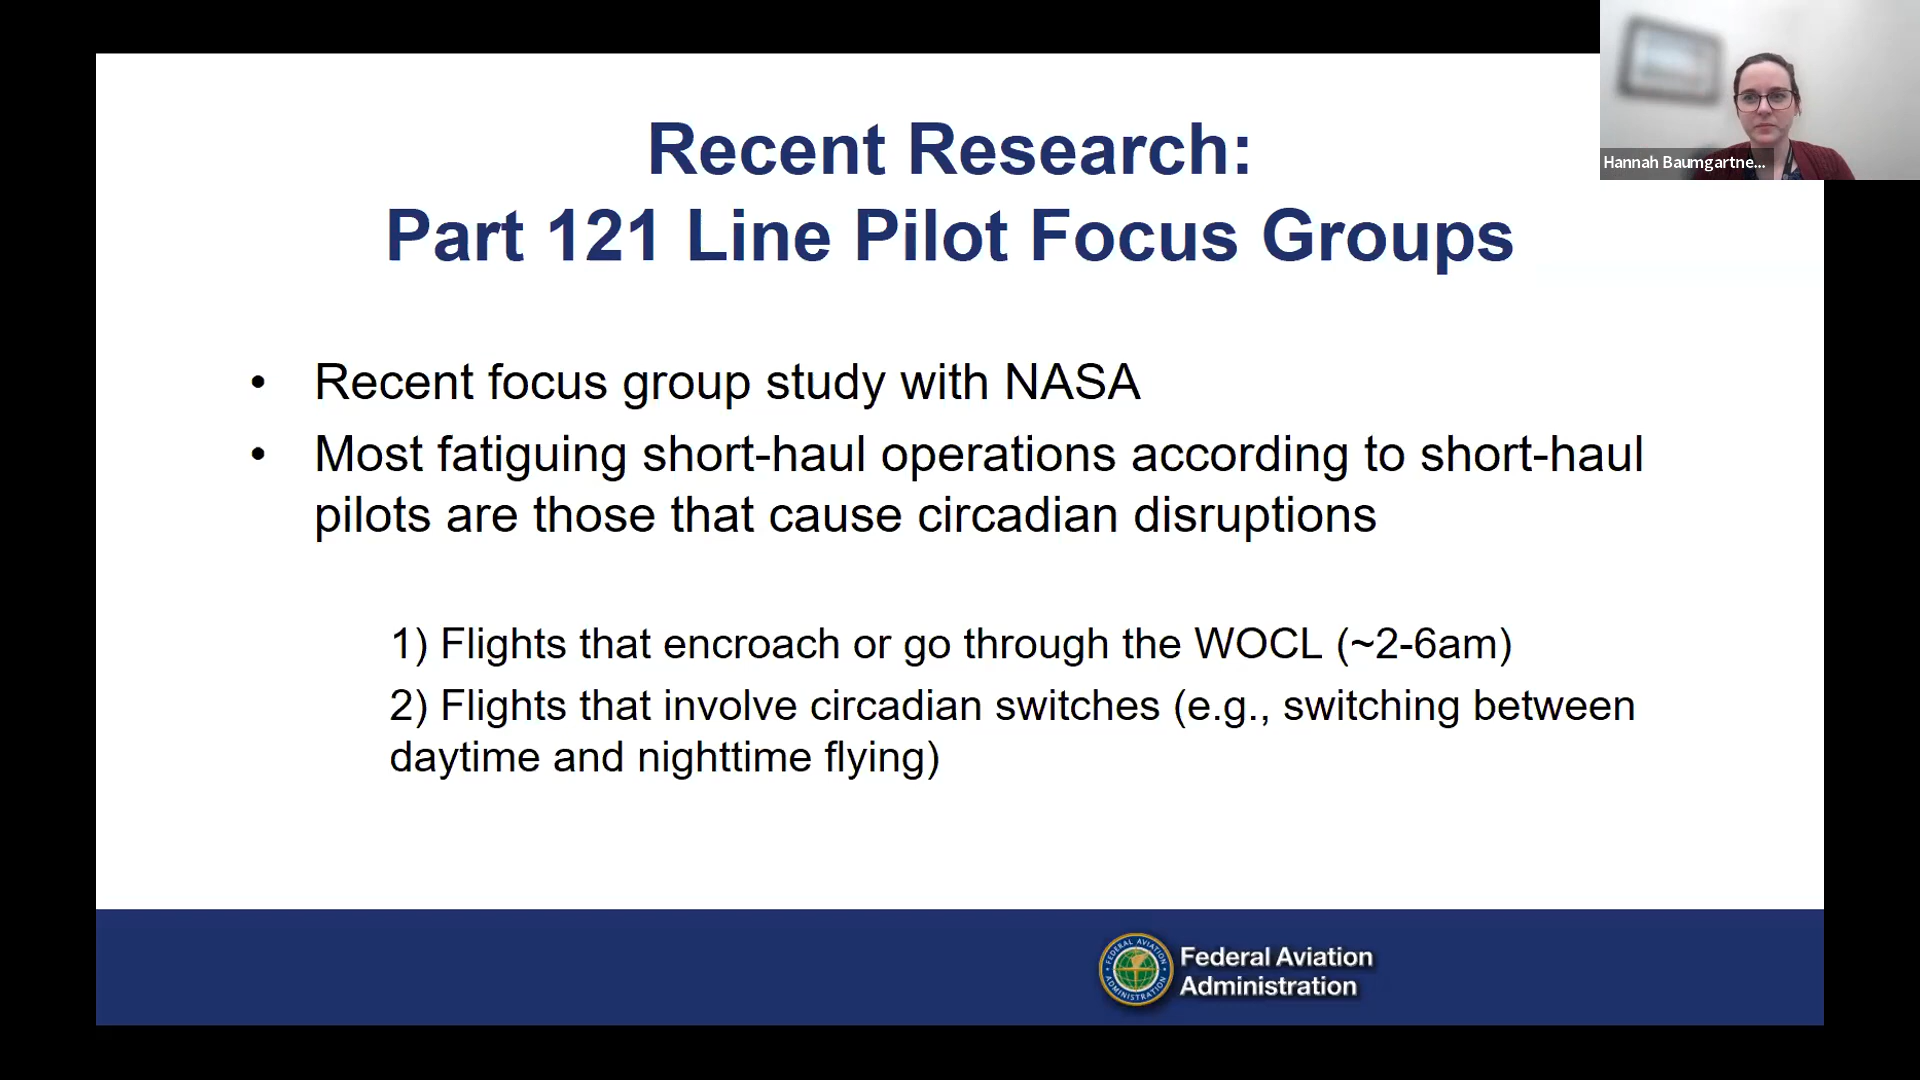 Recent Research:
Part 121 Line Pilot Focus Groups
Hannah Baumgartne...
• Recent focus group study with NASA
• Most fatiguing short-haul operations according to short-haul
pilots are those that cause circadian disruptions
1) Flights that encroach or go through the WOCL (~2-6am)
2) Flights that involve circadian switches (e.g., switching between
daytime and nighttime flying)
FEDERAL AVIATION
ADMINISTRATION
Federal Aviation
Administration